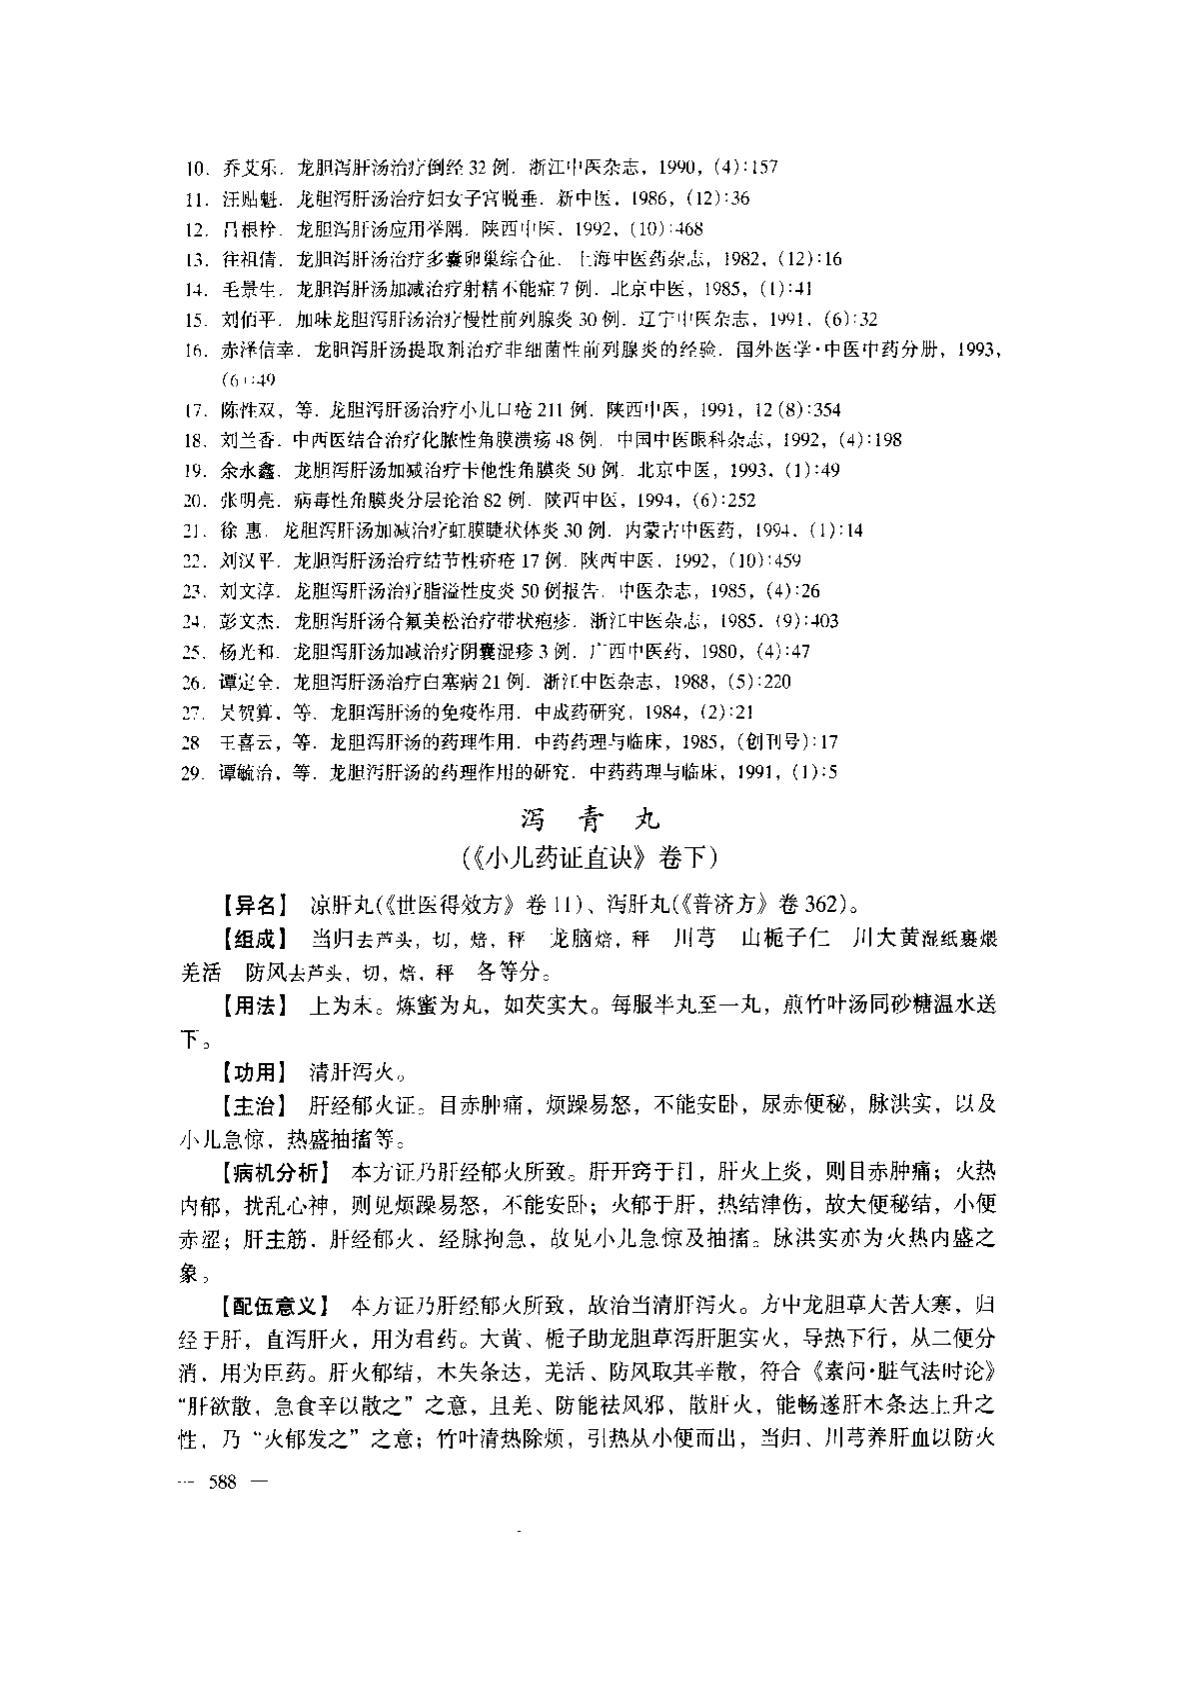 10. 乔艾乐. 龙胆泻肝汤治疗倒经 32 例. 浙江中医杂志, 1990, (4):157
11. 汪贴魁. 龙胆泻肝汤治疗妇女子宫脱垂. 新中医, 1986, (12):36
12. 吕根栓. 龙胆泻肝汤应用举隅. 陕西中医, 1992, (10):468
13. 往祖倩. 龙胆泻肝汤治疗多囊卵巢综合征. 上海中医药杂志, 1982, (12):16
14. 毛景生. 龙胆泻肝汤加减治疗射精不能症 7 例. 北京中医, 1985, (1):41
15. 刘伯平. 加味龙胆泻肝汤治疗慢性前列腺炎 30 例. 辽宁中医杂志, 1991, (6):32
16. 赤泽信幸. 龙胆泻肝汤提取剂治疗非细菌性前列腺炎的经验. 国外医学·中医中药分册, 1993,
(6):49
17. 陈性双, 等. 龙胆泻肝汤治疗小儿口疮 211 例. 陕西中医, 1991, 12 (8):354
18. 刘兰香. 中西医结合治疗化脓性角膜溃疡 48 例. 中国中医眼科杂志, 1992, (4):198
19. 余永鑫. 龙胆泻肝汤加减治疗卡他性角膜炎 50 例. 北京中医, 1993, (1):49
20. 张明亮. 病毒性角膜炎分层论治 82 例. 陕西中医, 1994, (6):252
21. 徐 惠. 龙胆泻肝汤加减治疗虹膜睫状体炎 30 例. 内蒙古中医药, 1994, (1):14
22. 刘汉平. 龙胆泻肝汤治疗结节性疥疮 17 例. 陕西中医, 1992, (10):459
23. 刘文淳. 龙胆泻肝汤治疗脂溢性皮炎 50 例报告. 中医杂志, 1985, (4):26
24. 彭文杰. 龙胆泻肝汤合氟美松治疗带状疱疹. 浙江中医杂志, 1985. (9):403
25. 杨光和. 龙胆泻肝汤加减治疗阴囊湿疹 3 例. 广西中医药, 1980, (4):47
26. 谭定全. 龙胆泻肝汤治疗白塞病 21 例. 浙江中医杂志, 1988, (5):220
27. 吴贺算, 等. 龙胆泻肝汤的免疫作用. 中成药研究, 1984, (2):21
28 王喜云, 等. 龙胆泻肝汤的药理作用. 中药药理与临床, 1985, (创刊号):17
29. 谭毓治, 等. 龙胆泻肝汤的药理作用的研究. 中药药理与临床, 1991, (1):5
泻 青 丸
(《小儿药证直诀》卷下)
【异名】 凉肝丸(《世医得效方》卷 11)、泻肝丸(《普济方》卷 362)。
【组成】 当归去芦头, 切, 焙, 秤 龙脑焙, 秤 川芎 山栀子仁 川大黄湿纸裹煨
羌活 防风去芦头, 切, 焙, 秤 各等分。
【用法】 上为末。炼蜜为丸, 如芡实大。每服半丸至一丸, 煎竹叶汤同砂糖温水送
下。
【功用】 清肝泻火。
【主治】 肝经郁火证。目赤肿痛, 烦躁易怒, 不能安卧, 尿赤便秘, 脉洪实, 以及
小儿急惊, 热盛抽搐等。
【病机分析】 本方证乃肝经郁火所致。肝开窍于目, 肝火上炎, 则目赤肿痛; 火热
内郁, 扰乱心神, 则见烦躁易怒, 不能安卧; 火郁于肝, 热结津伤, 故大便秘结, 小便
赤涩; 肝主筋, 肝经郁火, 经脉拘急, 故见小儿急惊及抽搐。脉洪实亦为火热内盛之
象。
【配伍意义】 本方证乃肝经郁火所致, 故治当清肝泻火。方中龙胆草大苦大寒, 归
经于肝, 直泻肝火, 用为君药。大黄、栀子助龙胆草泻肝胆实火, 导热下行, 从二便分
消, 用为臣药。肝火郁结, 木失条达, 羌活、防风取其辛散, 符合《素问·脏气法时论》
“肝欲散, 急食辛以散之”之意, 且羌、防能祛风邪, 散肝火, 能畅遂肝木条达上升之
性, 乃“火郁发之”之意; 竹叶清热除烦, 引热从小便而出, 当归、川芎养肝血以防火
— 588 —